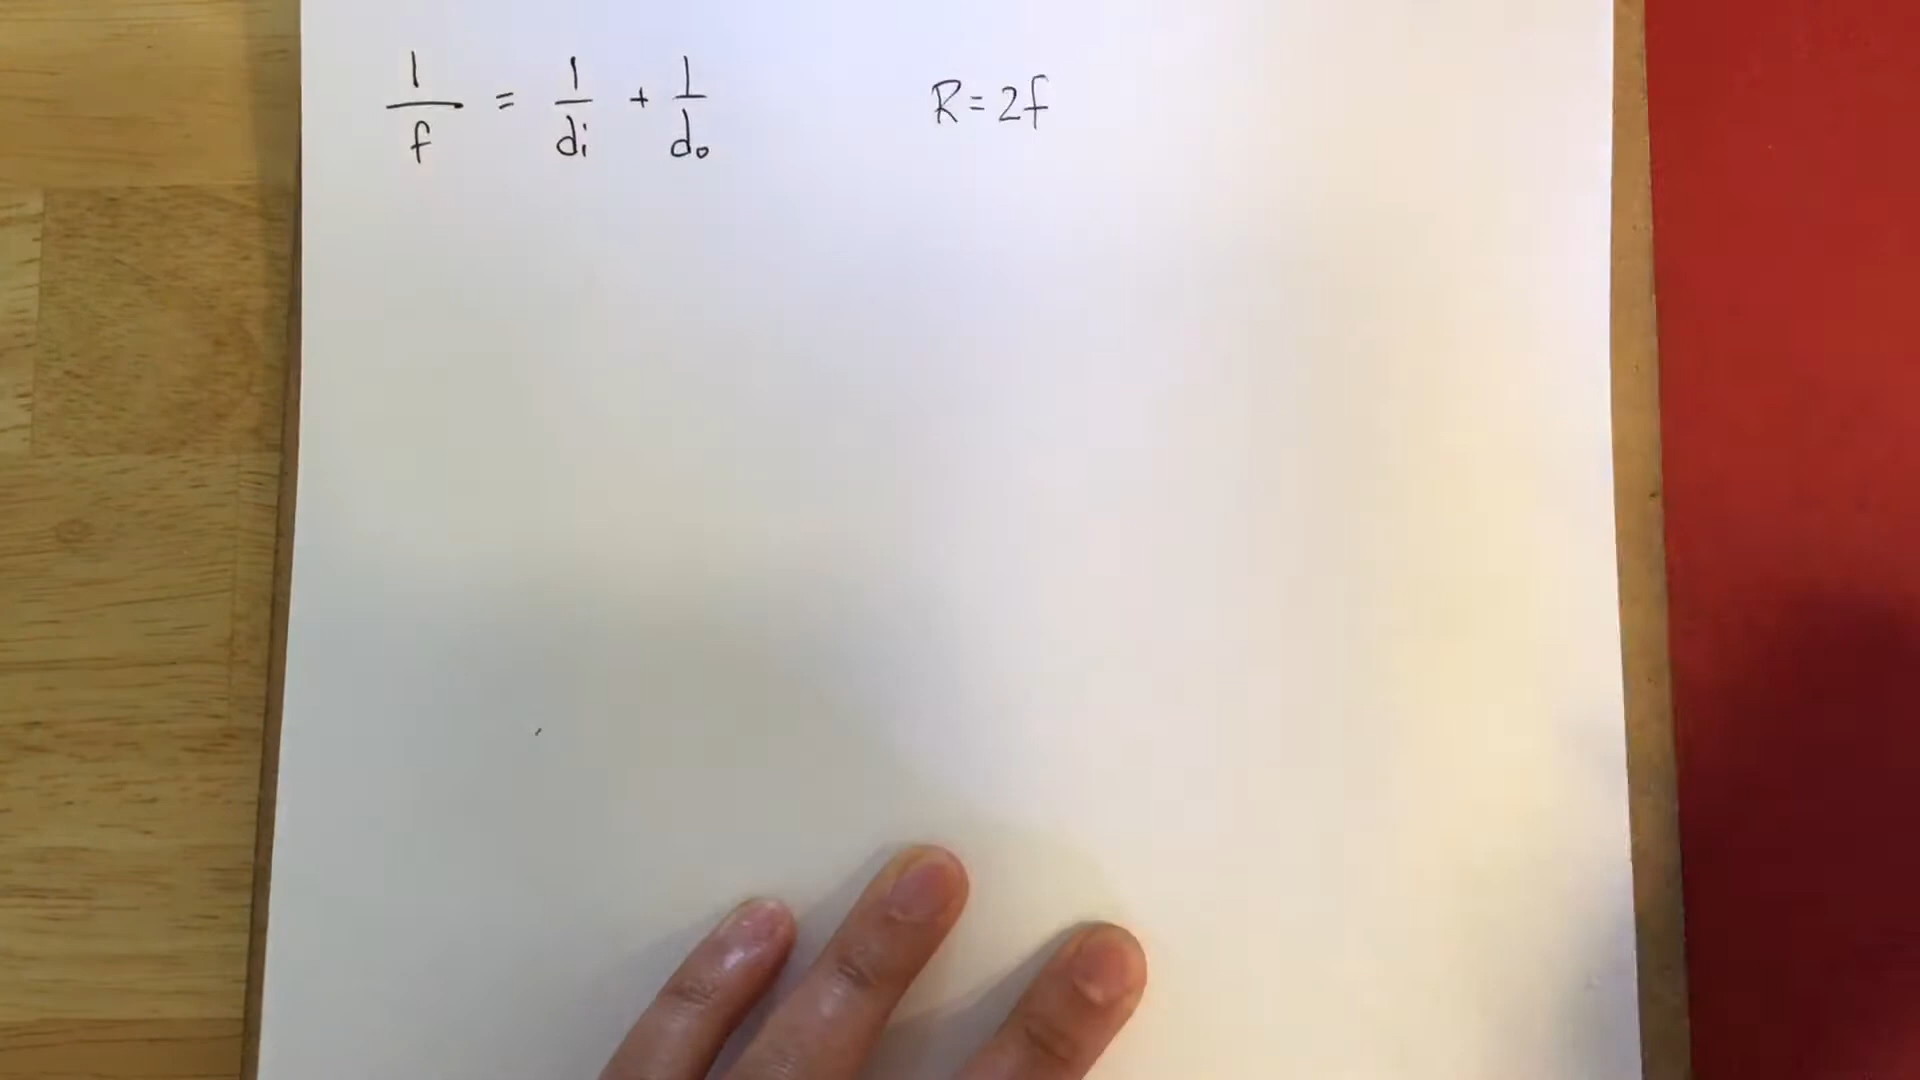 1/f = 1/di + 1/do
R = 2f